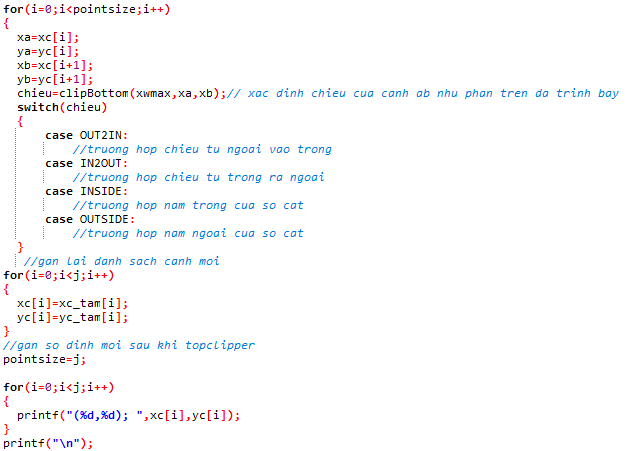 for(i=0;i<pointsize;i++)
{
xa=xc[i];
ya=yc[i];
xb=xc[i+1];
yb=yc[i+1];
chieu=clipBottom(xwmax,xa,xb);// xac dinh chieu cua canh ab nhu phan tren da trinh bay
switch(chieu)
{
case OUT2IN:
//truong hop chieu tu ngoai vao trong
case IN2OUT:
//truong hop chieu tu trong ra ngoai
case INSIDE:
//truong hop nam trong cua so cat
case OUTSIDE:
//truong hop nam ngoai cua so cat
}
//gan lai danh sach canh moi
for(i=0;i<j;i++)
{
xc[i]=xc_tam[i];
yc[i]=yc_tam[i];
}
//gan so dinh moi sau khi topclipper
pointsize=j;
for(i=0;i<j;i++)
{
printf("(%d,%d); ",xc[i],yc[i]);
}
printf("\n");